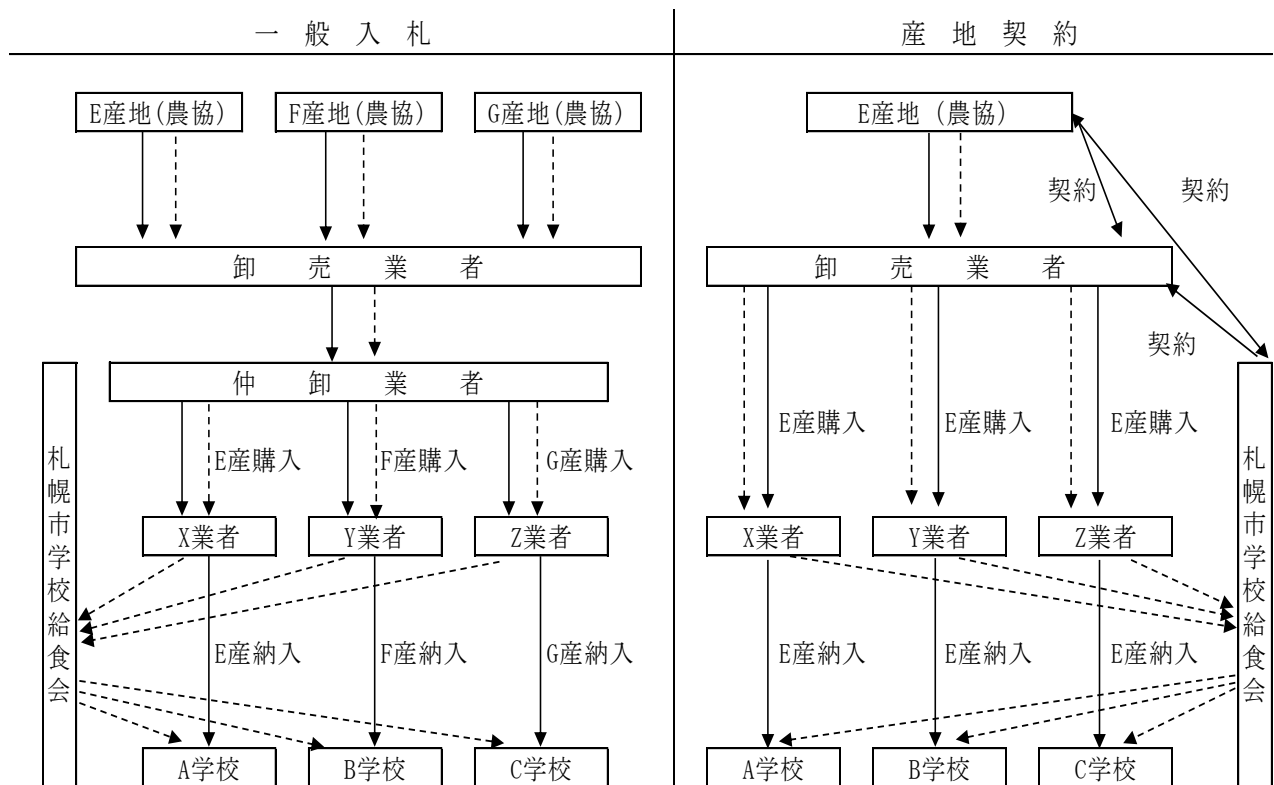 一般入札
産地契約
E産地(農協)
F産地(農協)
G産地(農協)
卸売業者
仲卸業者
E産購入
F産購入
G産購入
X業者
Y業者
Z業者
札幌市学校給食会
E産納入
F産納入
G産納入
A学校
B学校
C学校
E産地 (農協)
契約
契約
卸売業者
契約
E産購入
E産購入
E産購入
X業者
Y業者
Z業者
札幌市学校給食会
E産納入
E産納入
E産納入
A学校
B学校
C学校